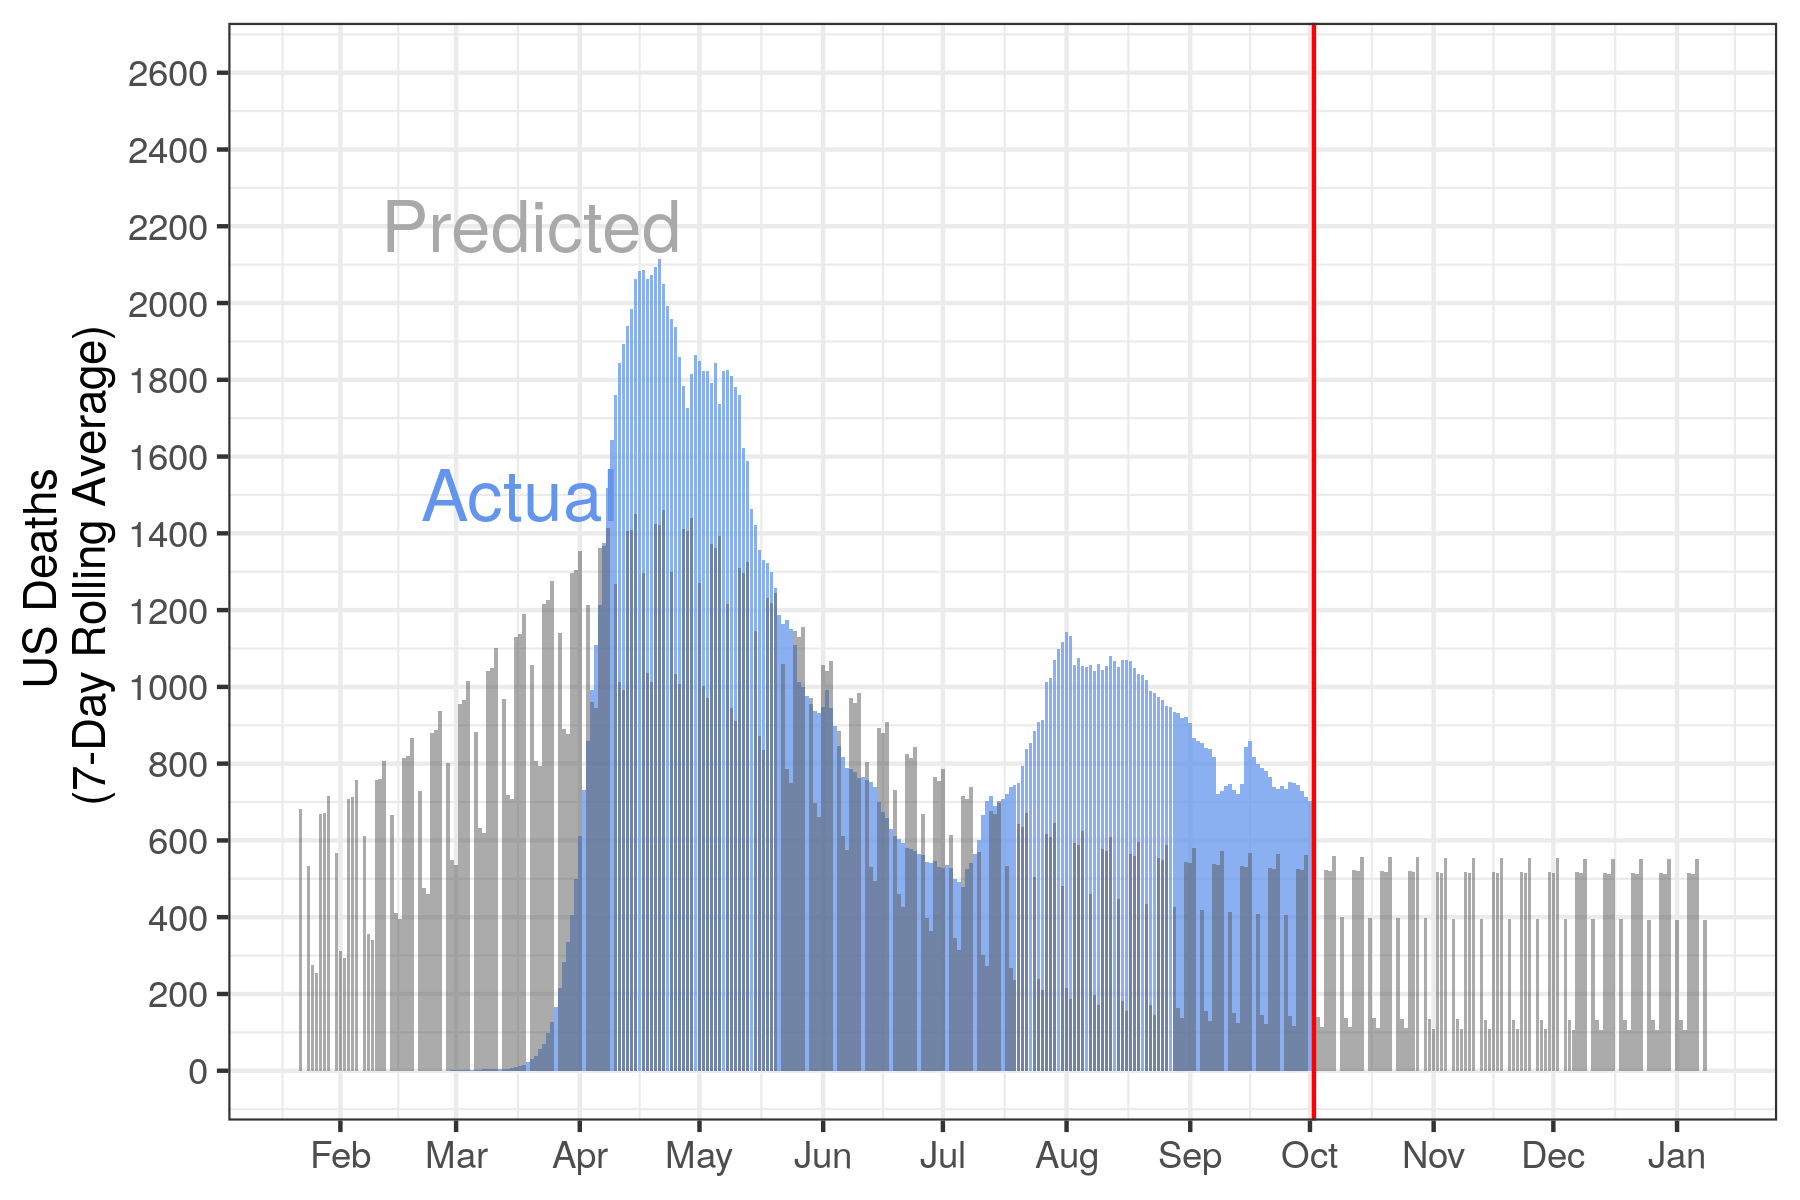 US Deaths
(7-Day Rolling Average)
2600
2400
2200
2000
1800
1600
1400
1200
1000
800
600
400
200
0
Predicted
Actual
Feb Mar Apr May Jun Jul Aug Sep Oct Nov Dec Jan